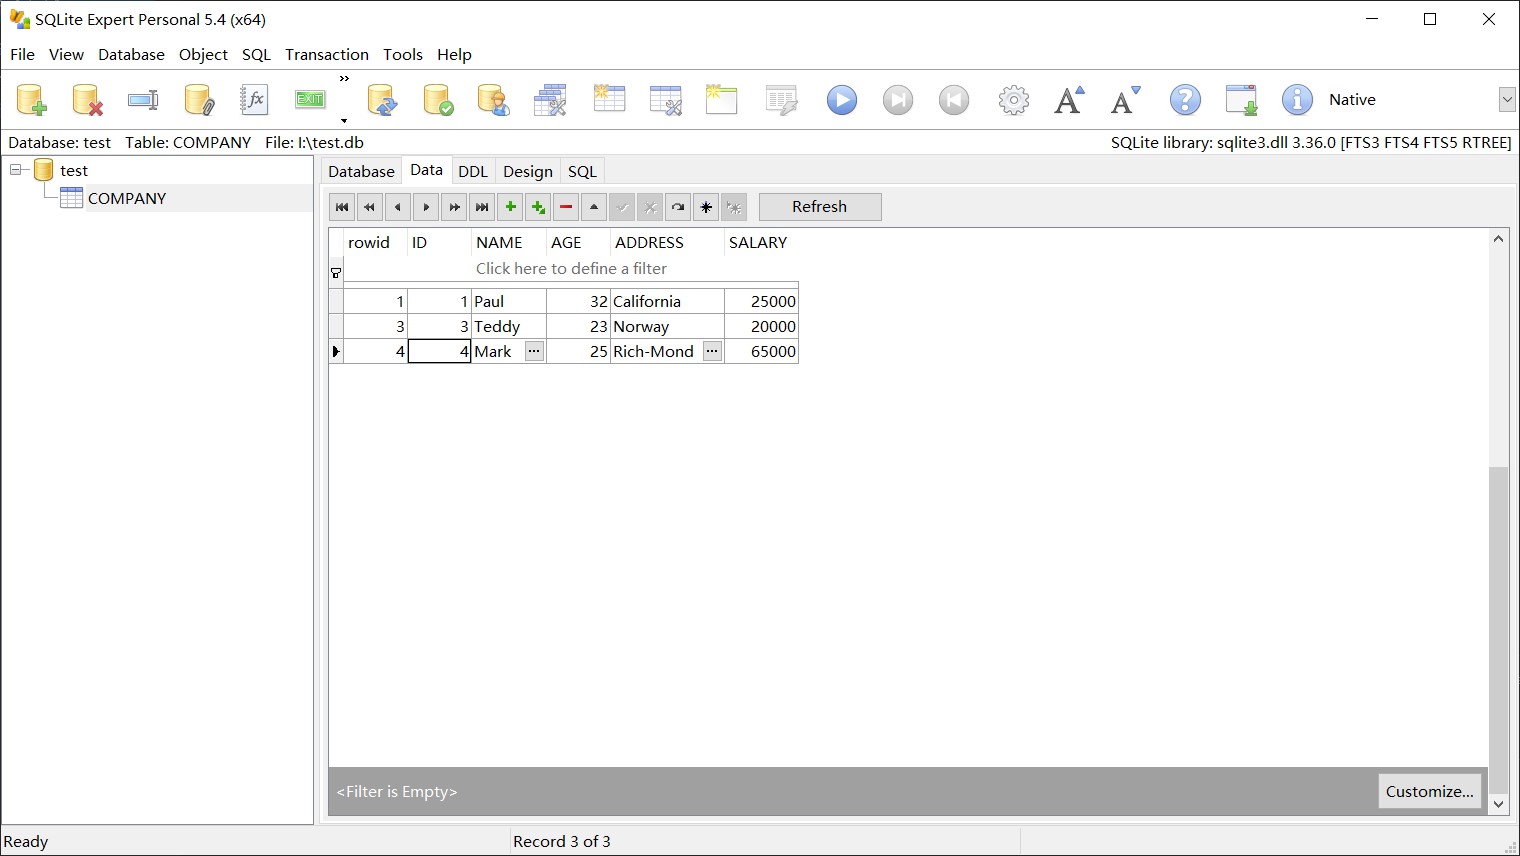 SQLite Expert Personal 5.4 (x64)
File View Database Object SQL Transaction Tools Help
fx EXIT » A A ? i Native
Database: test Table: COMPANY File: I:\test.db SQLite library: sqlite3.dll 3.36.0 [FTS3 FTS4 FTS5 RTREE]
test
COMPANY
Database Data DDL Design SQL
Refresh
rowid ID NAME AGE ADDRESS SALARY
Click here to define a filter
1 1 Paul 32 California 25000
3 3 Teddy 23 Norway 20000
4 4 Mark ... 25 Rich-Mond ... 65000
<Filter is Empty> Customize...
Ready Record 3 of 3